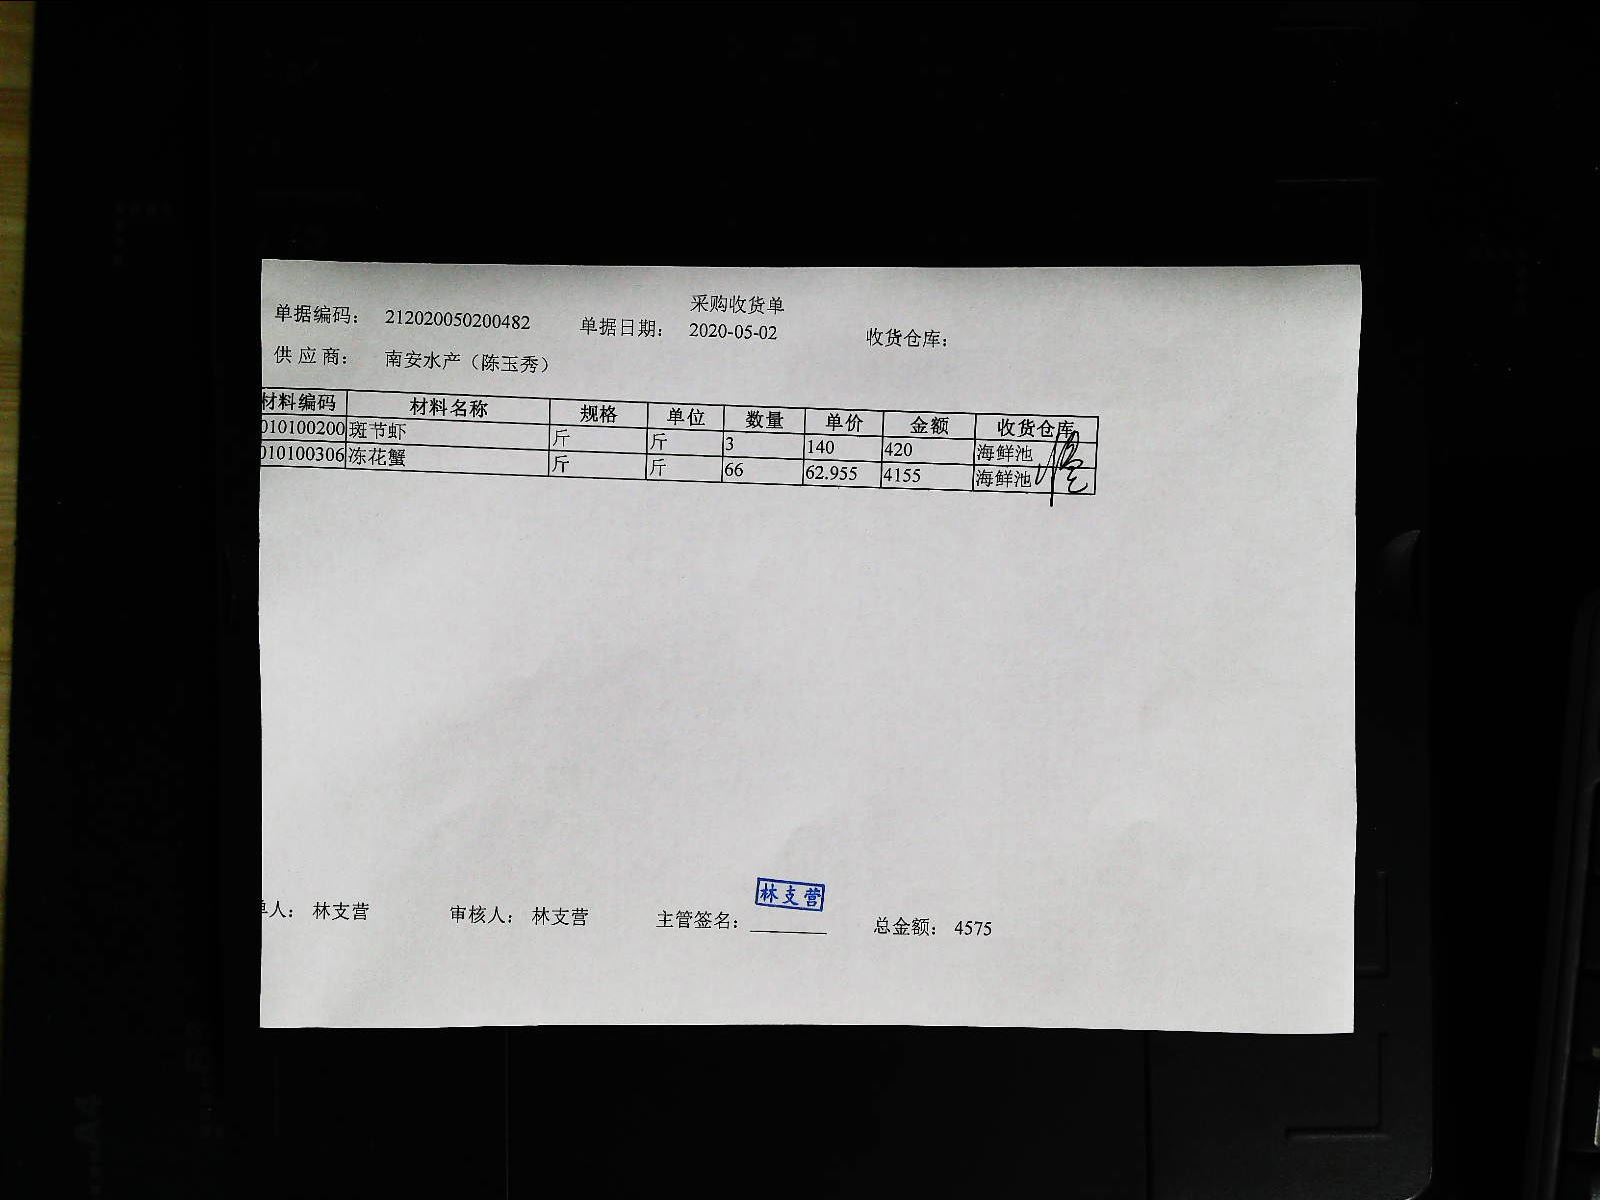 采购收货单
单据编码： 212020050200482 单据日期： 2020-05-02 收货仓库：
供应商： 南安水产（陈玉秀）
材料编码 材料名称 规格 单位 数量 单价 金额 收货仓库
010100200 斑节虾 斤 斤 3 140 420 海鲜池
010100306 冻花蟹 斤 斤 66 62.955 4155 海鲜池
林支营
单人： 林支营 审核人： 林支营 主管签名： 总金额： 4575